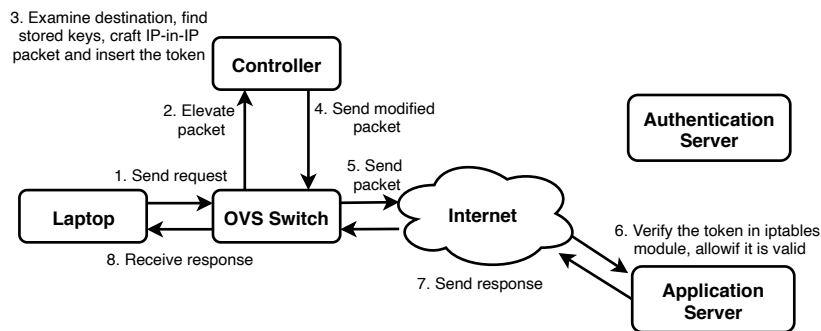 3. Examine destination, find
stored keys, craft IP-in-IP
packet and insert the token
Controller
2. Elevate
packet
4. Send modified
packet
Authentication
Server
1. Send request
5. Send
packet
Laptop
OVS Switch
Internet
6. Verify the token in iptables
module, allowif it is valid
8. Receive response
7. Send response
Application
Server